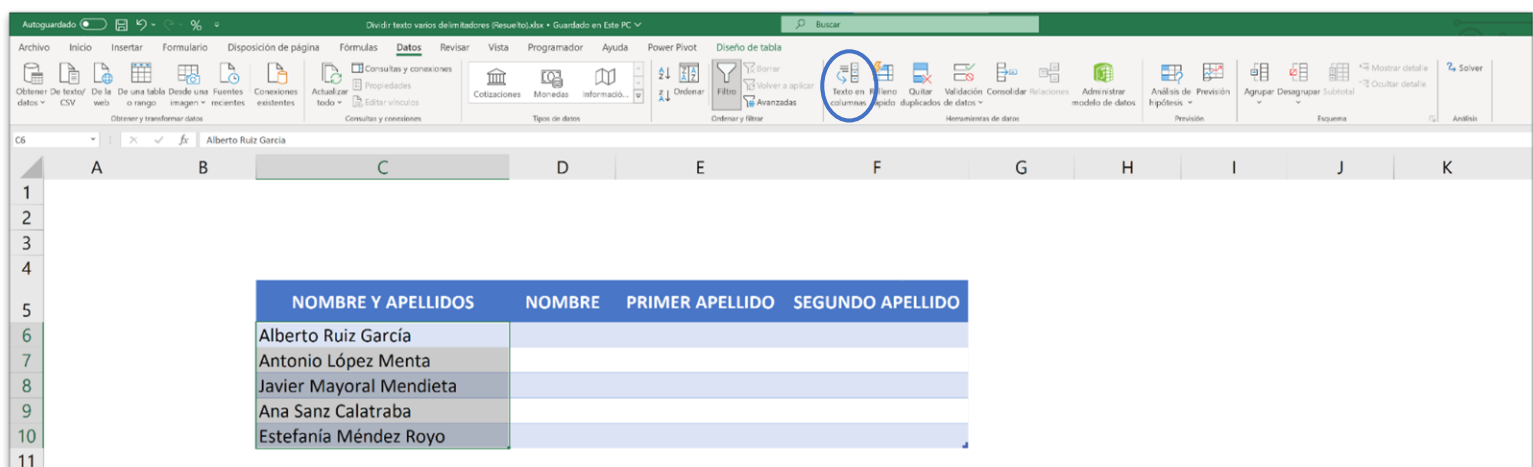 Autoguardado
Dividir texto varios delimitadores (Resuelto).xlsx • Guardado en Este PC
Buscar
Archivo Inicio Insertar Formulario Disposición de página Fórmulas Datos Revisar Vista Programador Ayuda Power Pivot Diseño de tabla
Obtener datos
De texto/ CSV
De la web
De una tabla o rango
Desde una imagen
Fuentes recientes
Conexiones existentes
Obtener y transformar datos
Actualizar todo
Consultas y conexiones
Propiedades
Editar vínculos
Consultas y conexiones
Cotizaciones
Monedas
Informació...
Tipos de datos
Ordenar
Filtro
Borrar
Volver a aplicar
Avanzadas
Ordenar y filtrar
Texto en columnas
Relleno rápido
Quitar duplicados
Validación de datos
Consolidar
Relaciones
Administrar modelo de datos
Herramientas de datos
Análisis de hipótesis
Previsión
Previsión
Agrupar
Desagrupar
Subtotal
Mostrar detalle
Ocultar detalle
Esquema
Solver
Análisis
C6 fx Alberto Ruiz García
A B C D E F G H I J K
1
2
3
4
5 NOMBRE Y APELLIDOS NOMBRE PRIMER APELLIDO SEGUNDO APELLIDO
6 Alberto Ruiz García
7 Antonio López Menta
8 Javier Mayoral Mendieta
9 Ana Sanz Calatraba
10 Estefanía Méndez Royo
11